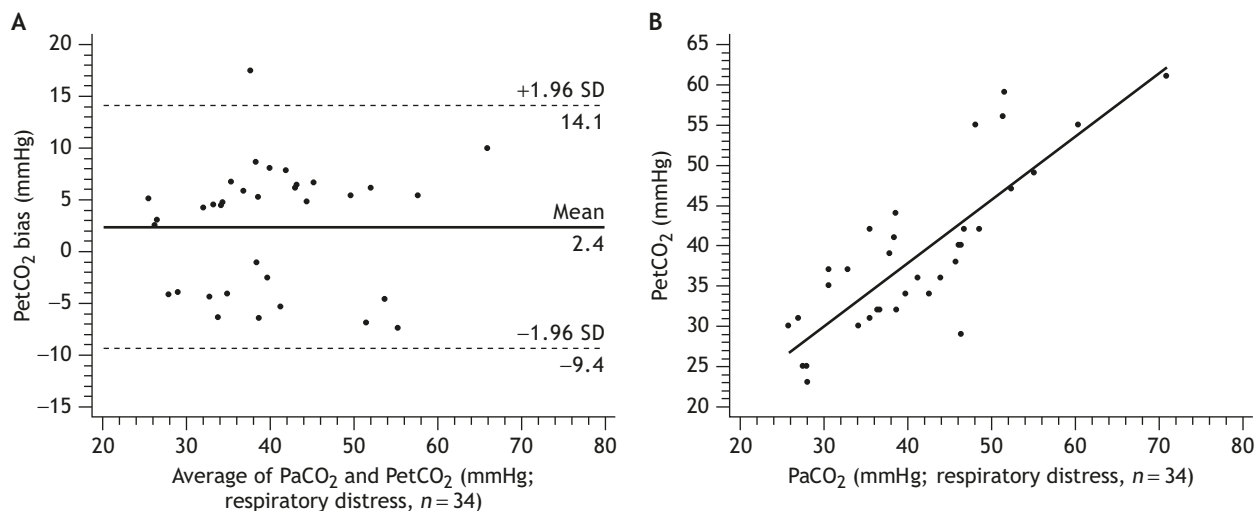 A
20
15
10
5
0
−5
−10
−15
PetCO2 bias (mmHg)
+1.96 SD
14.1
Mean
2.4
−1.96 SD
−9.4
20 30 40 50 60 70 80
Average of PaCO2 and PetCO2 (mmHg;
respiratory distress, n=34)
B
65
60
55
50
45
40
35
30
25
20
PetCO2 (mmHg)
20 30 40 50 60 70 80
PaCO2 (mmHg; respiratory distress, n=34)